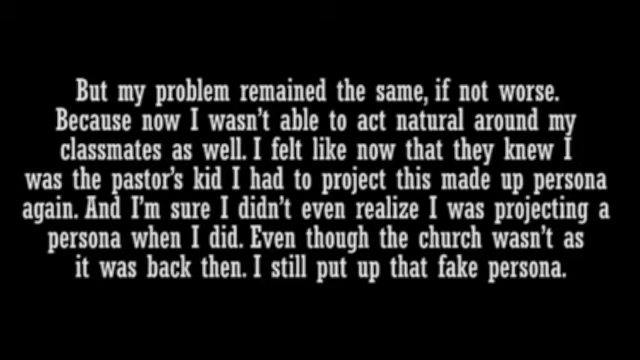 But my problem remained the same, if not worse.
Because now I wasn't able to act natural around my
classmates as well. I felt like now that they knew I
was the pastor's kid I had to project this made up persona
again. And I'm sure I didn't even realize I was projecting a
persona when I did. Even though the church wasn't as
it was back then. I still put up that fake persona.